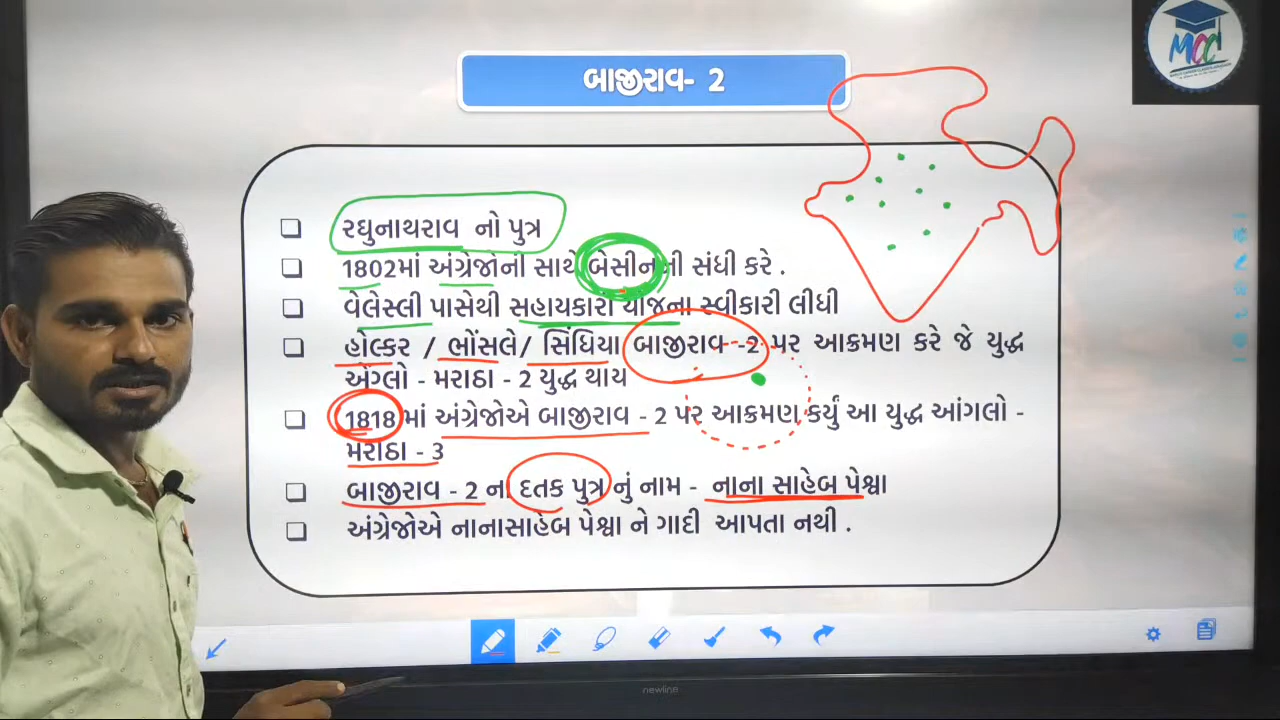 MCC
બાજીરાવ- 2
રઘુનાથરાવ નો પુત્ર
1802માં અંગ્રેજોની સાથે બેસીનની સંધી કરે .
વેલેસ્લી પાસેથી સહાયકારી યોજના સ્વીકારી લીધી
હોલ્કર / ભોંસલે/ સિંધિયા બાજીરાવ -2 પર આક્રમણ કરે જે યુદ્ધ
એંગ્લો - મરાઠા - 2 યુદ્ધ થાય
1818 માં અંગ્રેજોએ બાજીરાવ - 2 પર આક્રમણ કર્યું આ યુદ્ધ આંગલો -
મરાઠા - 3
બાજીરાવ - 2 ના દતક પુત્ર નું નામ - નાના સાહેબ પેશ્વા
અંગ્રેજોએ નાનાસાહેબ પેશ્વા ને ગાદી આપતા નથી .
newline